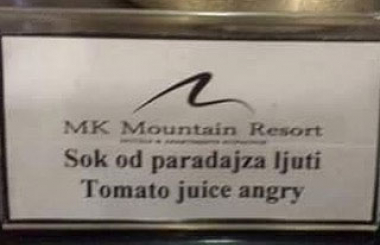 MK Mountain Resort
Sok od paradajza ljuti
Tomato juice angry